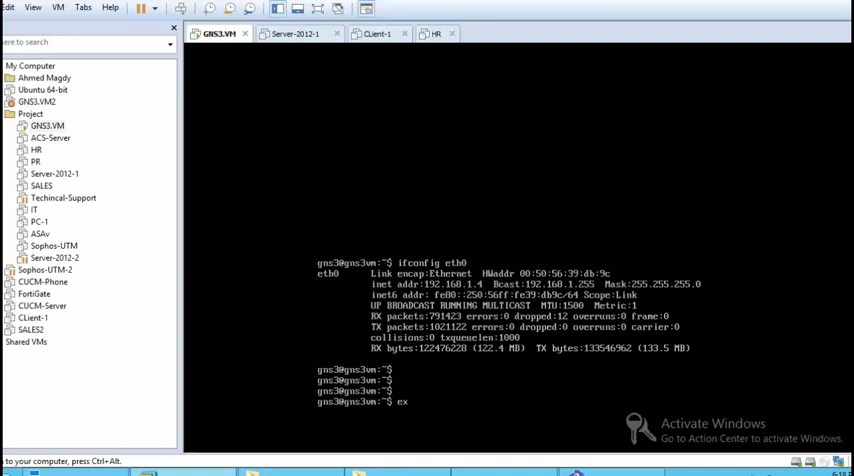 Edit View VM Tabs Help
GNS3.VM Server-2012-1 CLient-1 HR
here to search
My Computer
Ahmed Magdy
Ubuntu 64-bit
GNS3.VM2
Project
GNS3.VM
ACS-Server
HR
PR
Server-2012-1
SALES
Techincal-Support
IT
PC-1
ASAv
Sophos-UTM
Server-2012-2
Sophos-UTM-2
CUCM-Phone
FortiGate
CUCM-Server
CLient-1
SALES2
Shared VMs
gns3@gns3vm:~$ ifconfig eth0
eth0 Link encap:Ethernet HWaddr 00:50:56:39:db:9c
inet addr:192.168.1.4 Bcast:192.168.1.255 Mask:255.255.255.0
inet6 addr: fe80::250:56ff:fe39:db9c/64 Scope:Link
UP BROADCAST RUNNING MULTICAST MTU:1500 Metric:1
RX packets:791423 errors:0 dropped:12 overruns:0 frame:0
TX packets:1021122 errors:0 dropped:0 overruns:0 carrier:0
collisions:0 txqueuelen:1000
RX bytes:122476228 (122.4 MB) TX bytes:133546962 (133.5 MB)
gns3@gns3vm:~$
gns3@gns3vm:~$
gns3@gns3vm:~$
gns3@gns3vm:~$ ex
Activate Windows
Go to Action Center to activate Windows.
to your computer, press Ctrl+Alt.